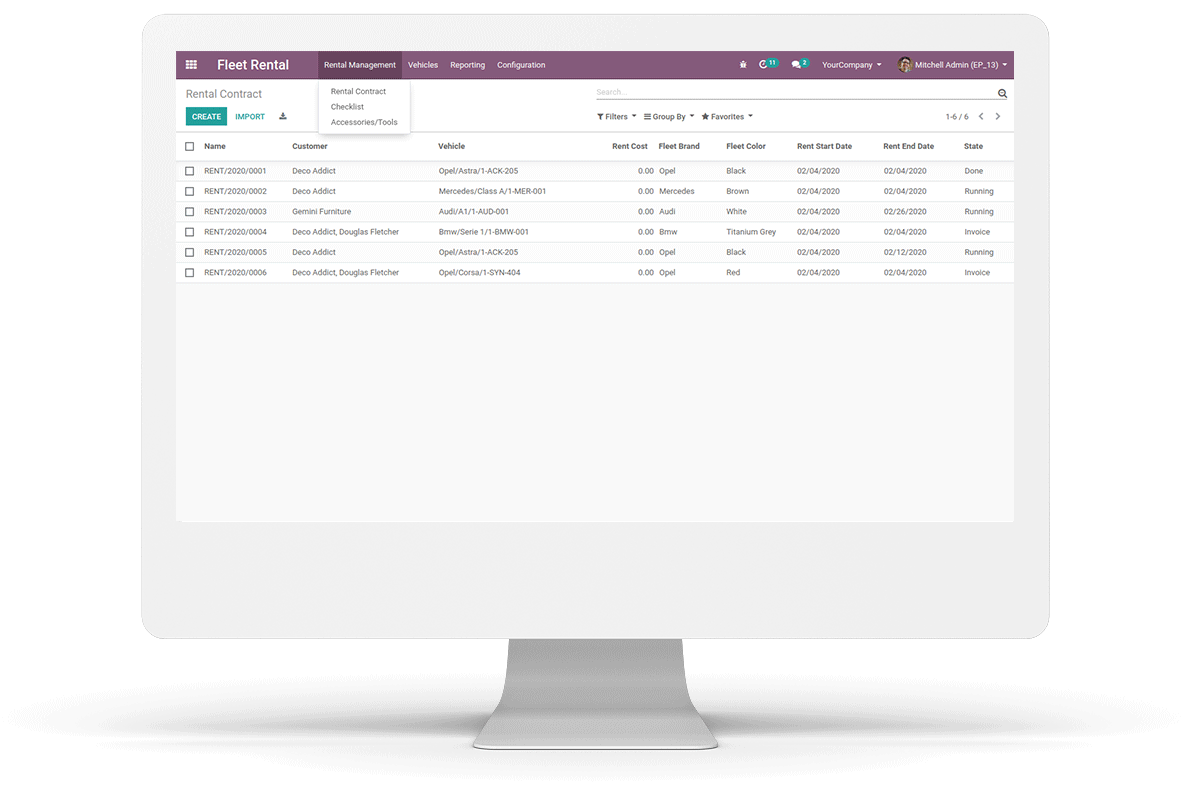 Fleet Rental Rental Management Vehicles Reporting Configuration 11 2 YourCompany Mitchell Admin (EP_13)
Rental Contract
Rental Contract
Search...
Checklist
CREATE IMPORT Accessories/Tools Filters Group By Favorites 1-6 / 6
Name Customer Vehicle Rent Cost Fleet Brand Fleet Color Rent Start Date Rent End Date State
RENT/2020/0001 Deco Addict Opel/Astra/1-ACK-205 0.00 Opel Black 02/04/2020 02/04/2020 Done
RENT/2020/0002 Deco Addict Mercedes/Class A/1-MER-001 0.00 Mercedes Brown 02/04/2020 02/04/2020 Running
RENT/2020/0003 Gemini Furniture Audi/A1/1-AUD-001 0.00 Audi White 02/04/2020 02/26/2020 Running
RENT/2020/0004 Deco Addict, Douglas Fletcher Bmw/Serie 1/1-BMW-001 0.00 Bmw Titanium Grey 02/04/2020 02/04/2020 Invoice
RENT/2020/0005 Deco Addict Opel/Astra/1-ACK-205 0.00 Opel Black 02/04/2020 02/12/2020 Running
RENT/2020/0006 Deco Addict, Douglas Fletcher Opel/Corsa/1-SYN-404 0.00 Opel Red 02/04/2020 02/04/2020 Invoice